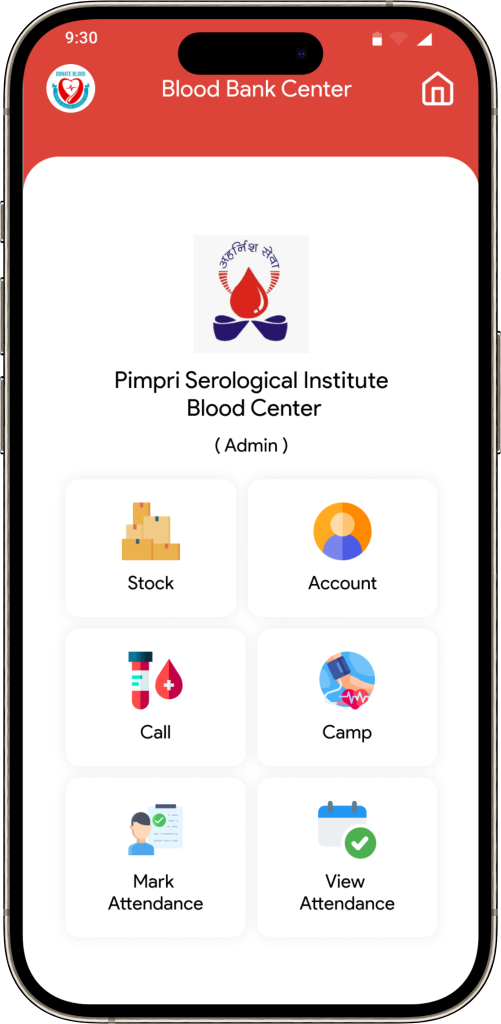 9:30
DONATE BLOOD
Blood Bank Center
अहर्निश सेवा
Pimpri Serological Institute
Blood Center
( Admin )
Stock
Account
Call
Camp
Mark
Attendance
View
Attendance